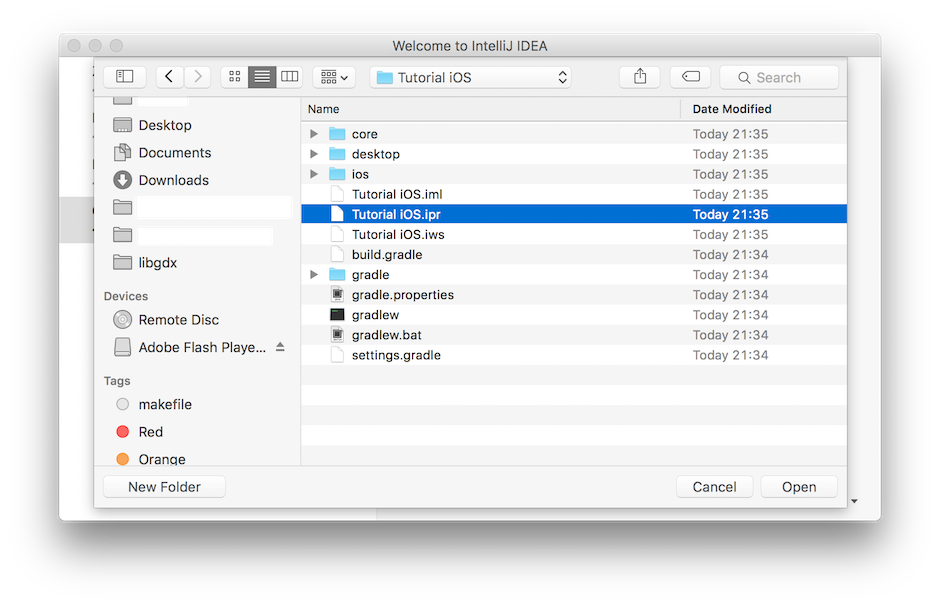 Welcome to IntelliJ IDEA
Tutorial iOS
Search
Desktop
Documents
Downloads
libgdx
Devices
Remote Disc
Adobe Flash Playe...
Tags
makefile
Red
Orange
Name Date Modified
core Today 21:35
desktop Today 21:35
ios Today 21:35
Tutorial iOS.iml Today 21:35
Tutorial iOS.ipr Today 21:35
Tutorial iOS.iws Today 21:35
build.gradle Today 21:34
gradle Today 21:34
gradle.properties Today 21:34
gradlew Today 21:34
gradlew.bat Today 21:34
settings.gradle Today 21:34
New Folder
Cancel
Open